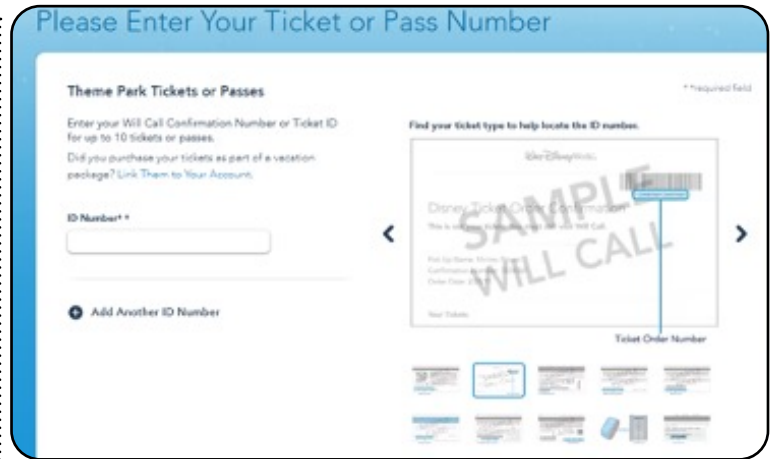 Please Enter Your Ticket or Pass Number
Theme Park Tickets or Passes
* *required field
Enter your Will Call Confirmation Number or Ticket ID
for up to 10 tickets or passes.
Did you purchase your tickets as part of a vacation
package? Link Them to Your Account.
ID Number* *
Add Another ID Number
Find your ticket type to help locate the ID number.
Walt Disney World.
Disney Ticket Order Confirmation
SAMPLE
WILL CALL
Your Tickets
Ticket Order Number